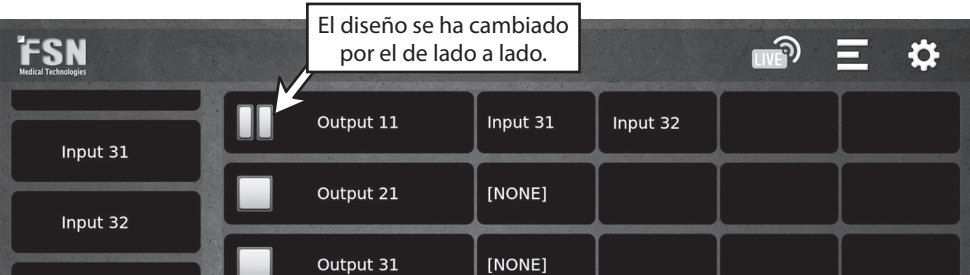 El diseño se ha cambiado
por el de lado a lado.
FSN
Medical Technologies
LIVE
Output 11
Input 31
Input 32
Input 31
Output 21
[NONE]
Input 32
Output 31
[NONE]